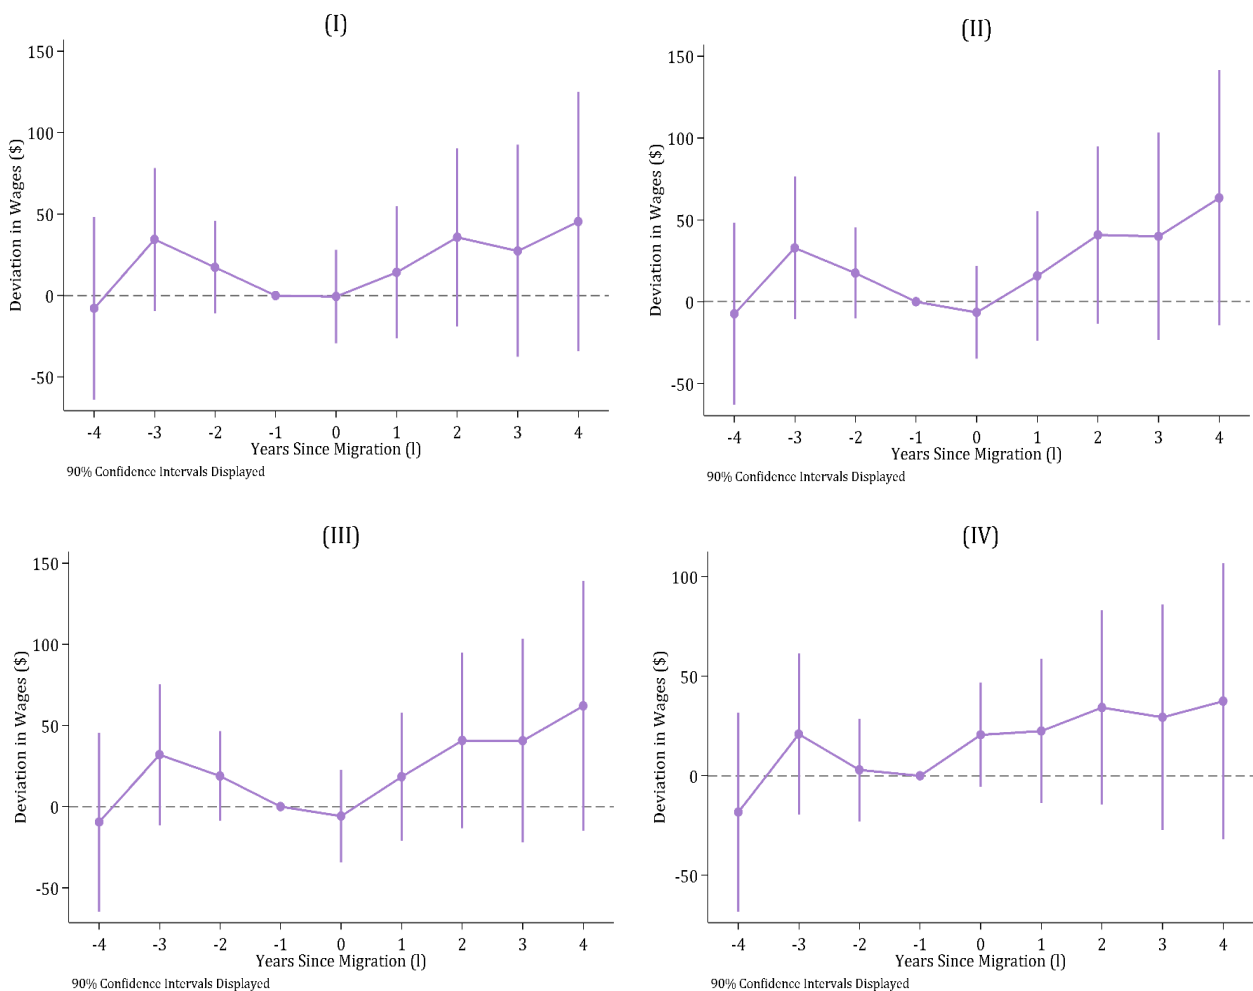 (I)
Deviation in Wages ($)
150
100
50
0
-50
-4 -3 -2 -1 0 1 2 3 4
Years Since Migration (l)
90% Confidence Intervals Displayed
(II)
Deviation in Wages ($)
150
100
50
0
-50
-4 -3 -2 -1 0 1 2 3 4
Years Since Migration (l)
90% Confidence Intervals Displayed
(III)
Deviation in Wages ($)
150
100
50
0
-50
-4 -3 -2 -1 0 1 2 3 4
Years Since Migration (l)
90% Confidence Intervals Displayed
(IV)
Deviation in Wages ($)
100
50
0
-50
-4 -3 -2 -1 0 1 2 3 4
Years Since Migration (l)
90% Confidence Intervals Displayed